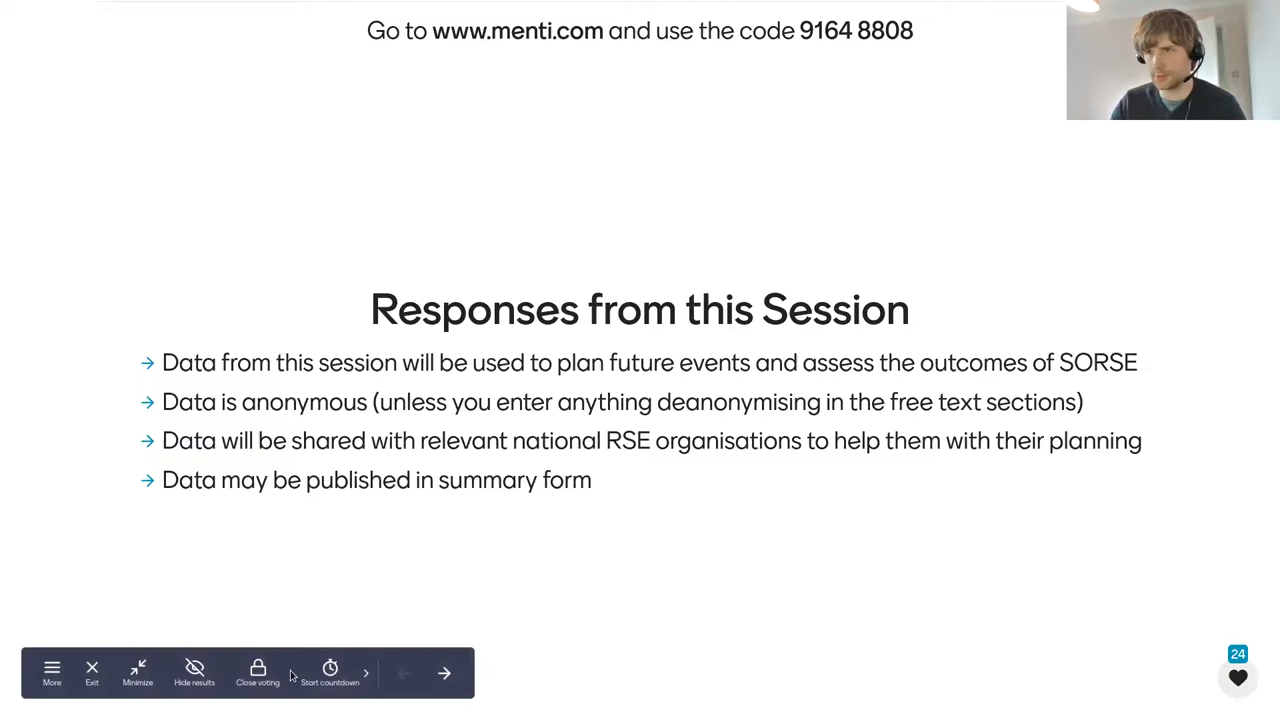 Go to www.menti.com and use the code 9164 8808
Responses from this Session
→ Data from this session will be used to plan future events and assess the outcomes of SORSE
→ Data is anonymous (unless you enter anything deanonymising in the free text sections)
→ Data will be shared with relevant national RSE organisations to help them with their planning
→ Data may be published in summary form
More Exit Minimize Hide results Close voting Start countdown
24